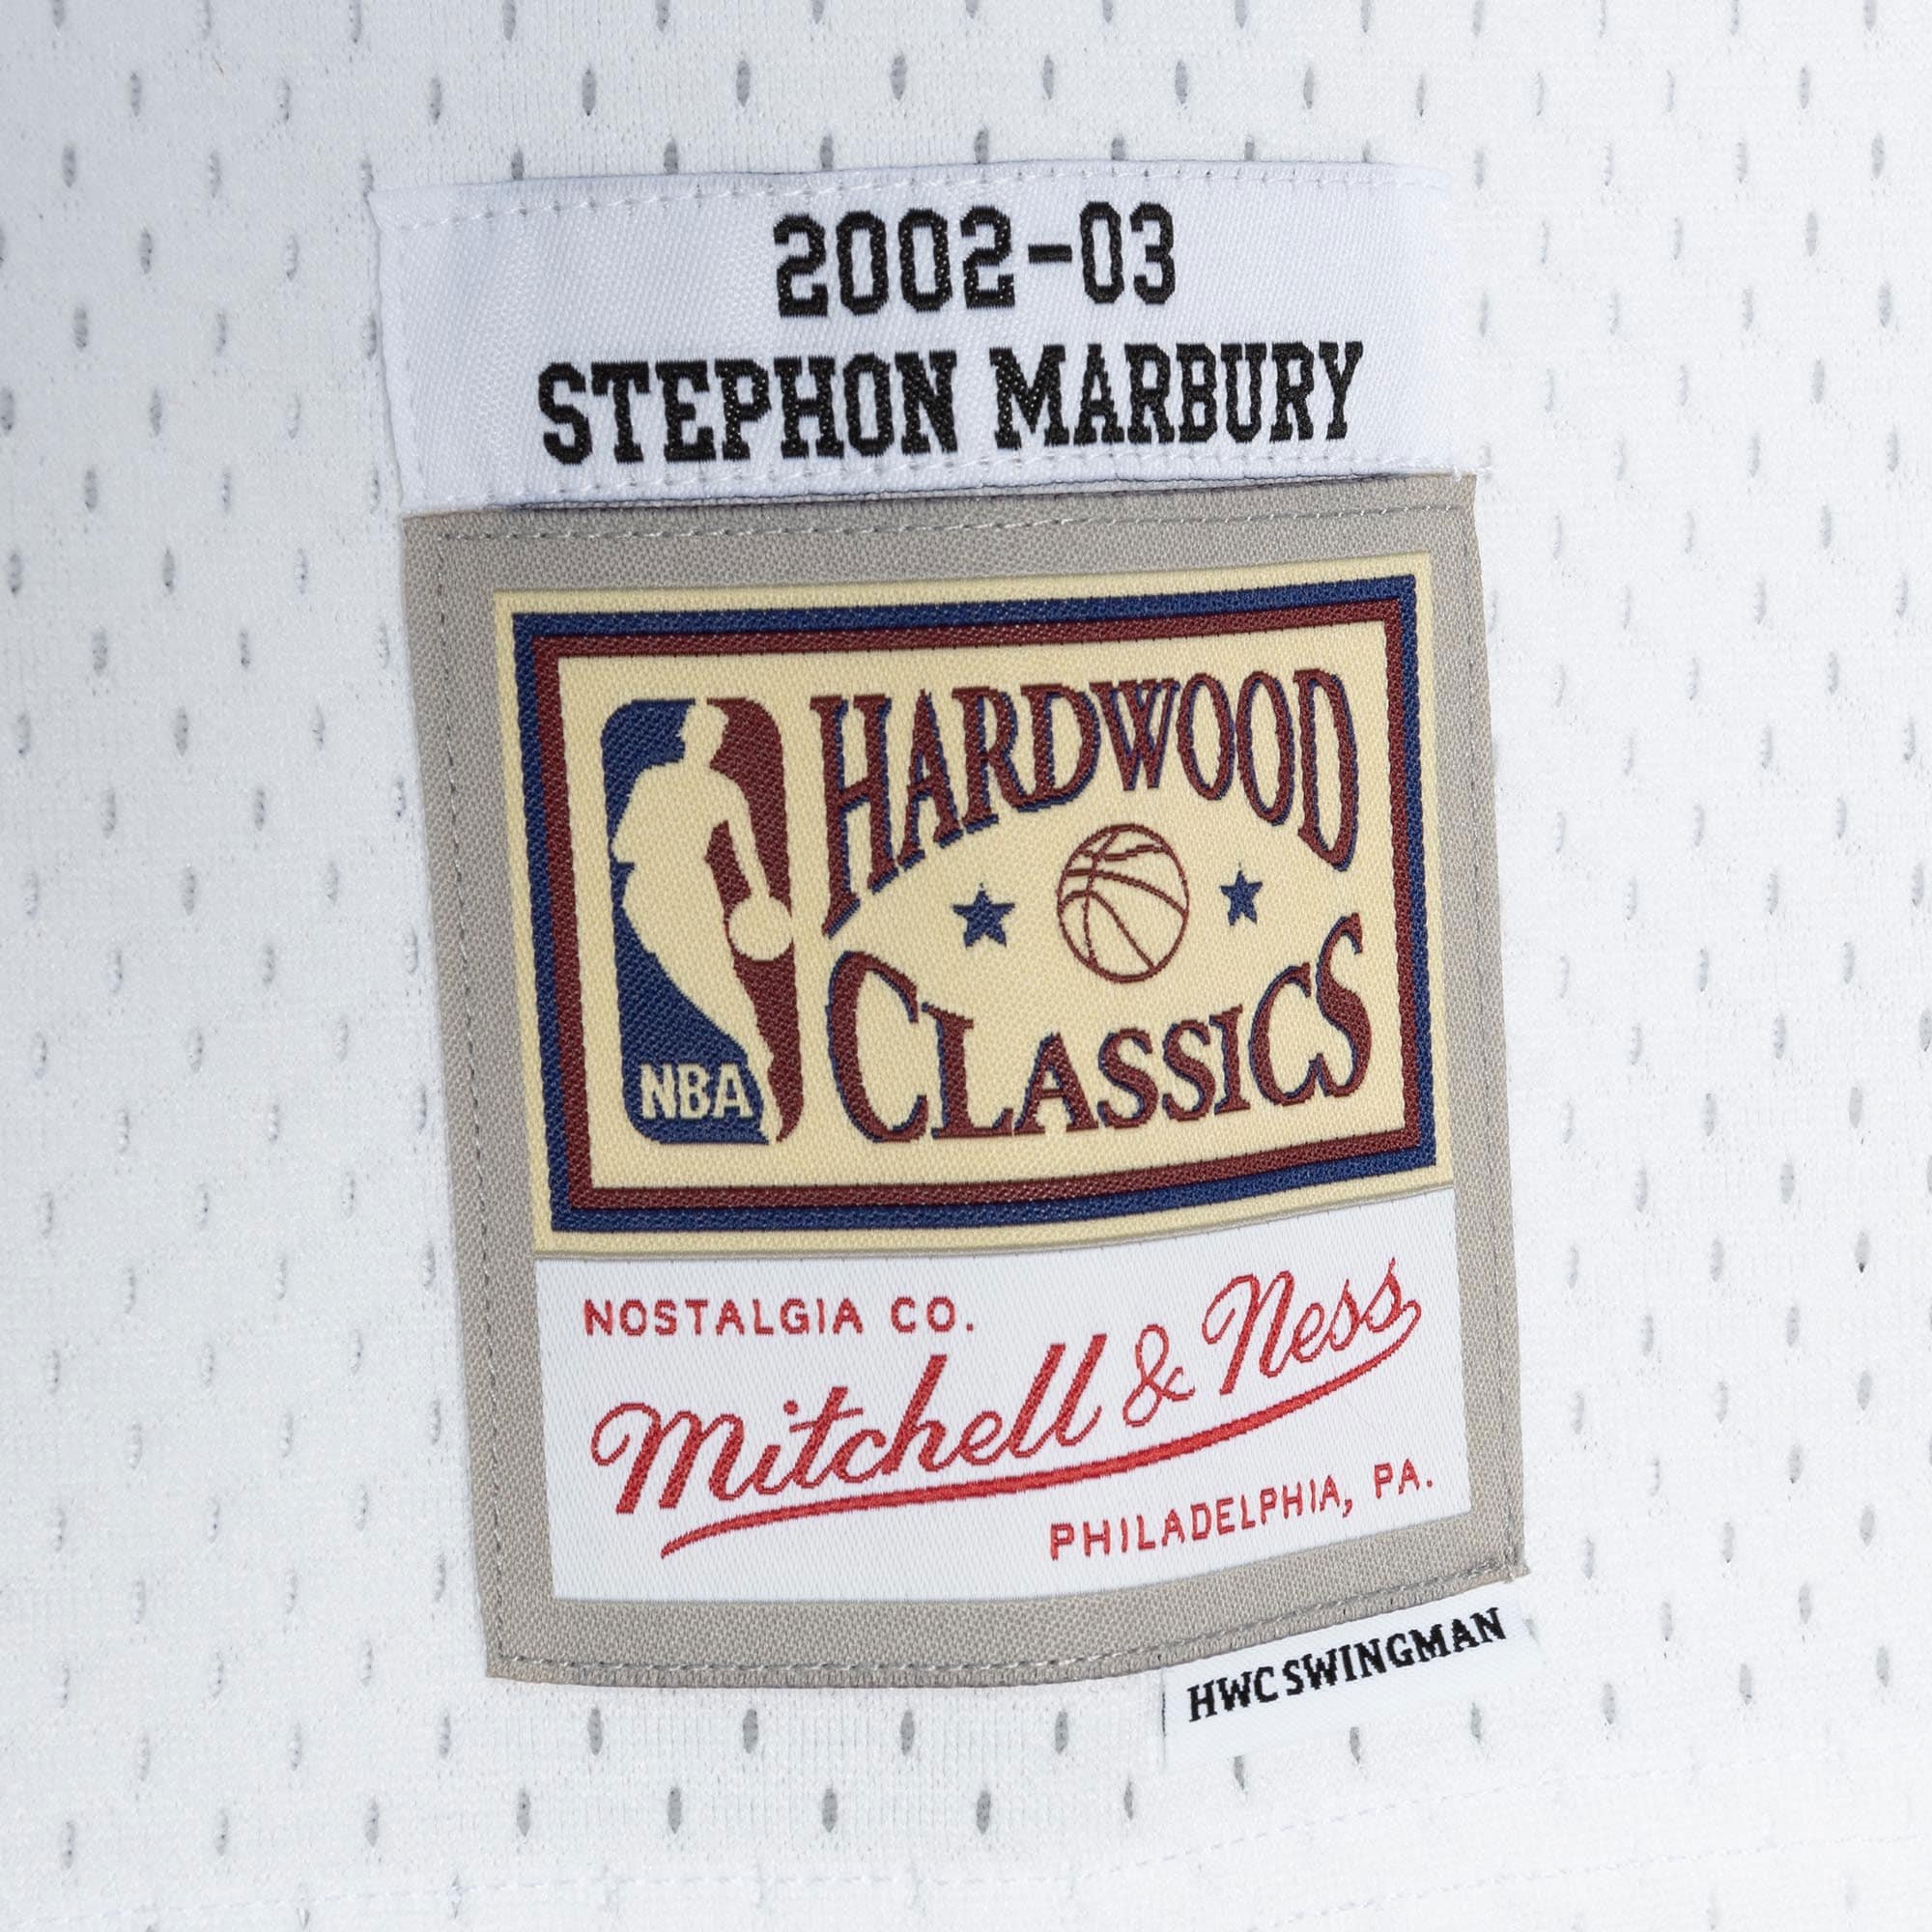 2002-03
STEPHON MARBURY
HARDWOOD
CLASSICS
NBA
NOSTALGIA CO.
Mitchell & Ness
PHILADELPHIA, PA.
HWC SWINGMAN